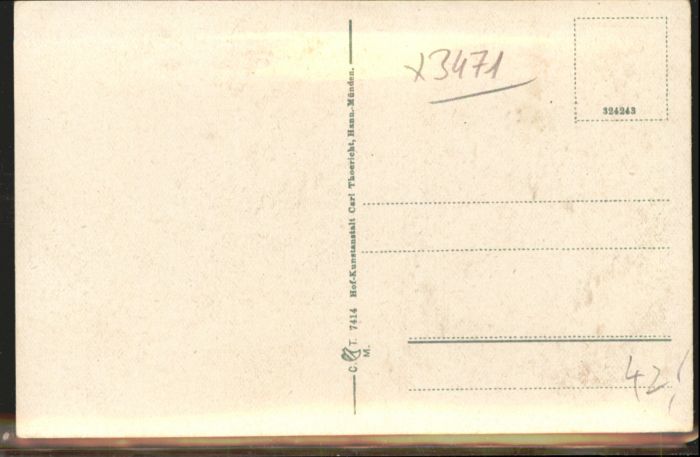 x3471
324243
C. T. 7414 Hof-Kunstanstalt Carl Thoericht, Hann.-Münden.
M.
42,